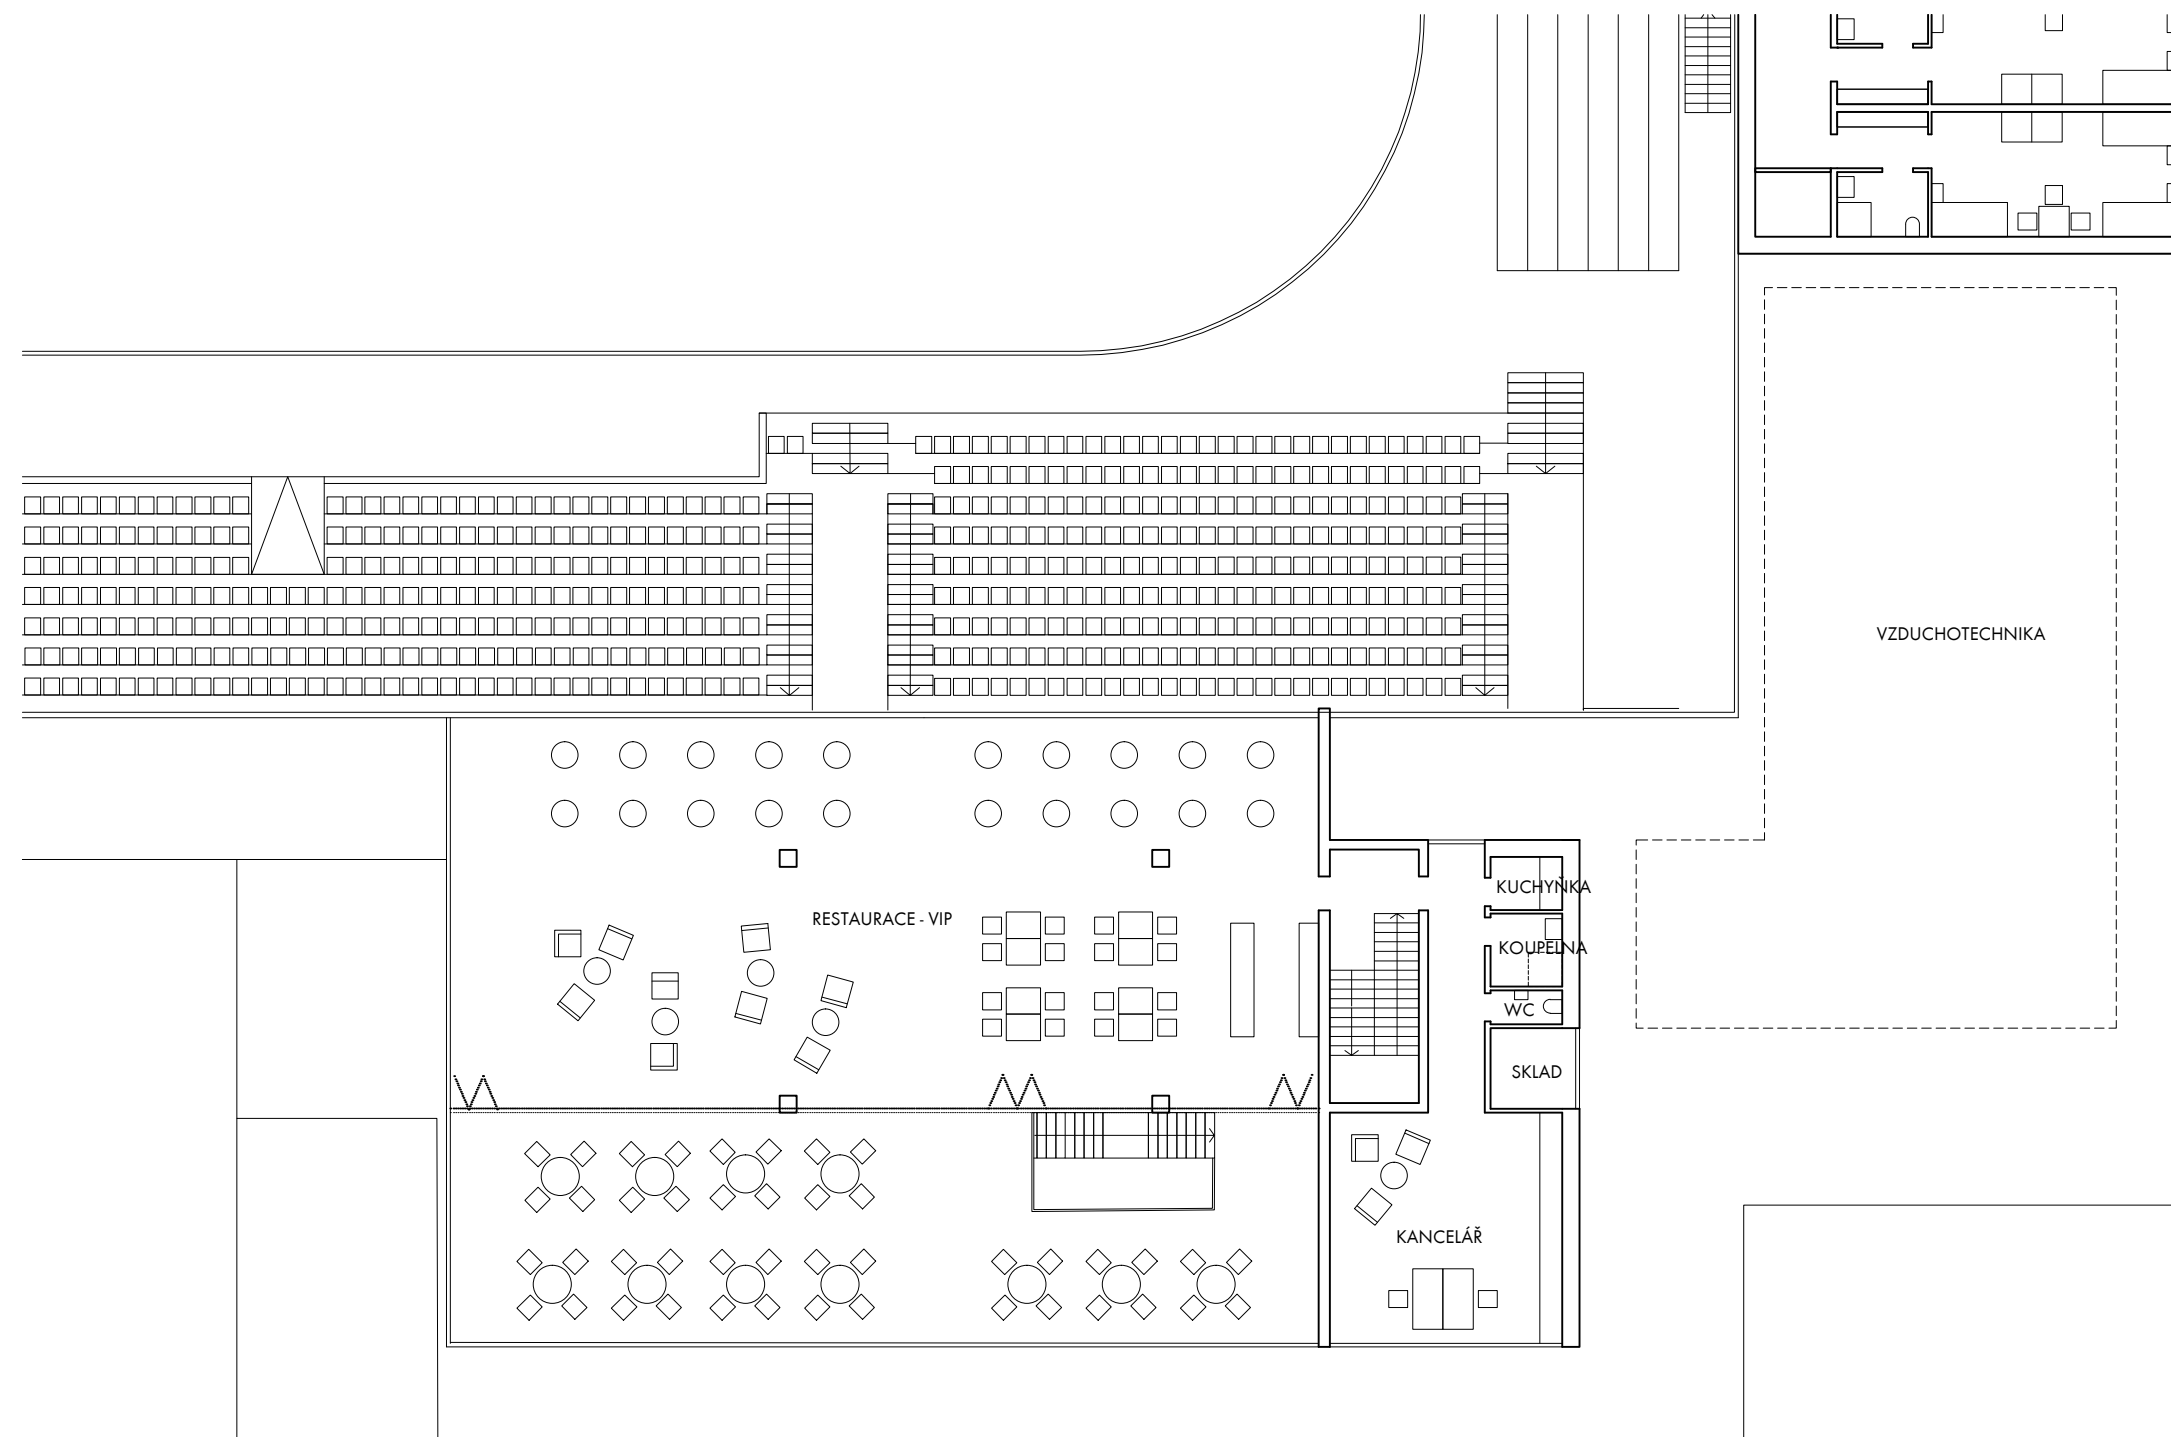 VZDUCHOTECHNIKA
KUCHYŇKA
RESTAURACE - VIP
KOUPELNA
WC
SKLAD
KANCELÁŘ